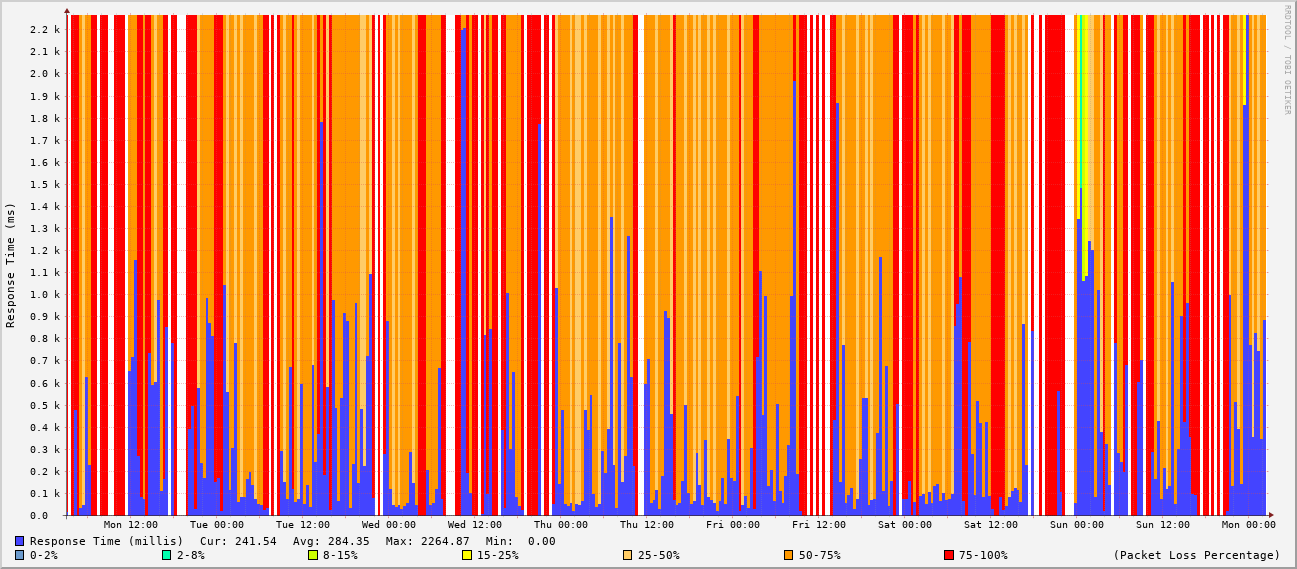 2.2 k
2.1 k
2.0 k
1.9 k
1.8 k
1.7 k
1.6 k
1.5 k
1.4 k
1.3 k
1.2 k
1.1 k
1.0 k
0.9 k
0.8 k
0.7 k
0.6 k
0.5 k
0.4 k
0.3 k
0.2 k
0.1 k
0.0
Response Time (ms)
RRDTOOL / TOBI OETIKER
Mon 12:00 Tue 00:00 Tue 12:00 Wed 00:00 Wed 12:00 Thu 00:00 Thu 12:00 Fri 00:00 Fri 12:00 Sat 00:00 Sat 12:00 Sun 00:00 Sun 12:00 Mon 00:00
Response Time (millis) Cur: 241.54 Avg: 284.35 Max: 2264.87 Min: 0.00
0-2% 2-8% 8-15% 15-25% 25-50% 50-75% 75-100% (Packet Loss Percentage)